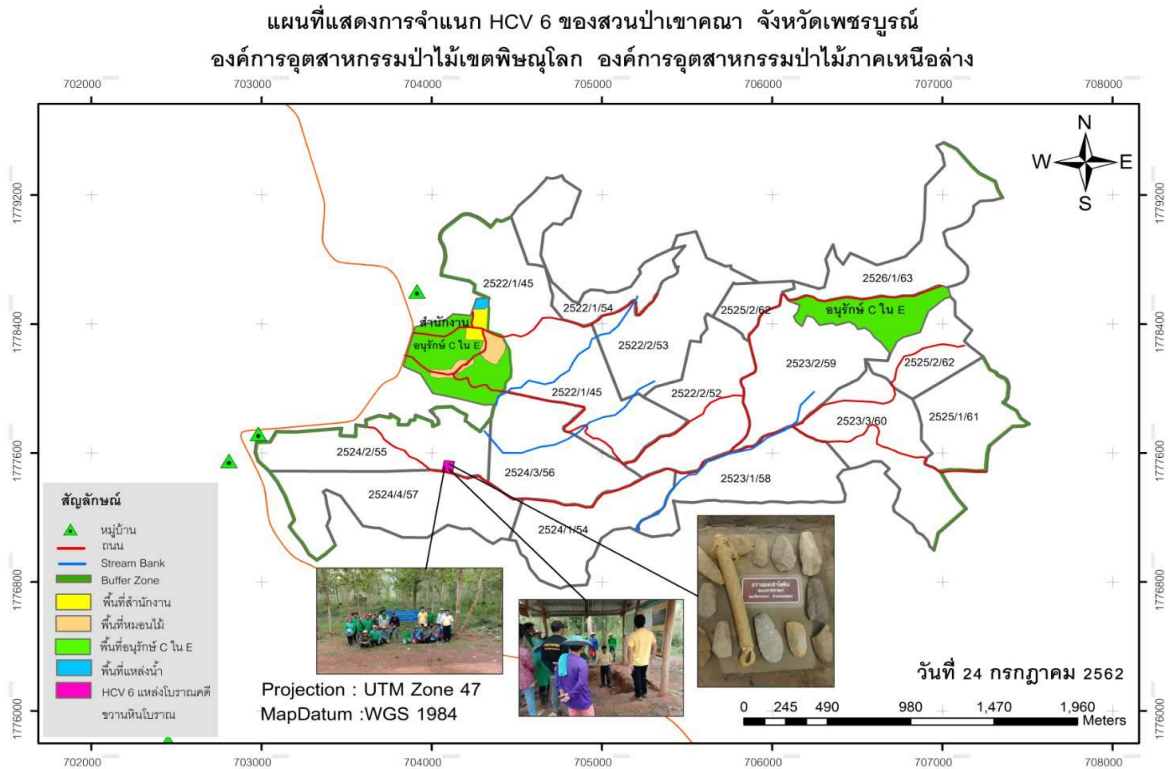 แผนที่แสดงการจำแนก HCV 6 ของสวนป่าเขาคณา จังหวัดเพชรบูรณ์
องค์การอุตสาหกรรมป่าไม้เขตพิษณุโลก องค์การอุตสาหกรรมป่าไม้ภาคเหนือล่าง
702000 703000 704000 705000 706000 707000 708000
N
W E
S
1779200 1779200
2526/1/63
2522/1/45
2522/1/54
2525/2/62
อนุรักษ์ C ใน E
สำนักงาน
1778400 1778400
อนุรักษ์ C ใน E
2522/2/53
2523/2/59
2525/2/62
2522/1/45
2522/2/52
2523/3/60
2525/1/61
1777600 1777600
2524/2/55
2524/3/56
2523/1/58
2524/4/57
2524/1/54
สัญลักษณ์
หมู่บ้าน
ถนน
Stream Bank
Buffer Zone
พื้นที่สำนักงาน
พื้นที่หมอนไม้
พื้นที่อนุรักษ์ C ใน E
พื้นที่แหล่งน้ำ
HCV 6 แหล่งโบราณคดี
ขวานหินโบราณ
1776800 1776800
1776000 1776000
Projection : UTM Zone 47
MapDatum :WGS 1984
วันที่ 24 กรกฎาคม 2562
0 245 490 980 1,470 1,960
Meters
702000 703000 704000 705000 706000 707000 708000